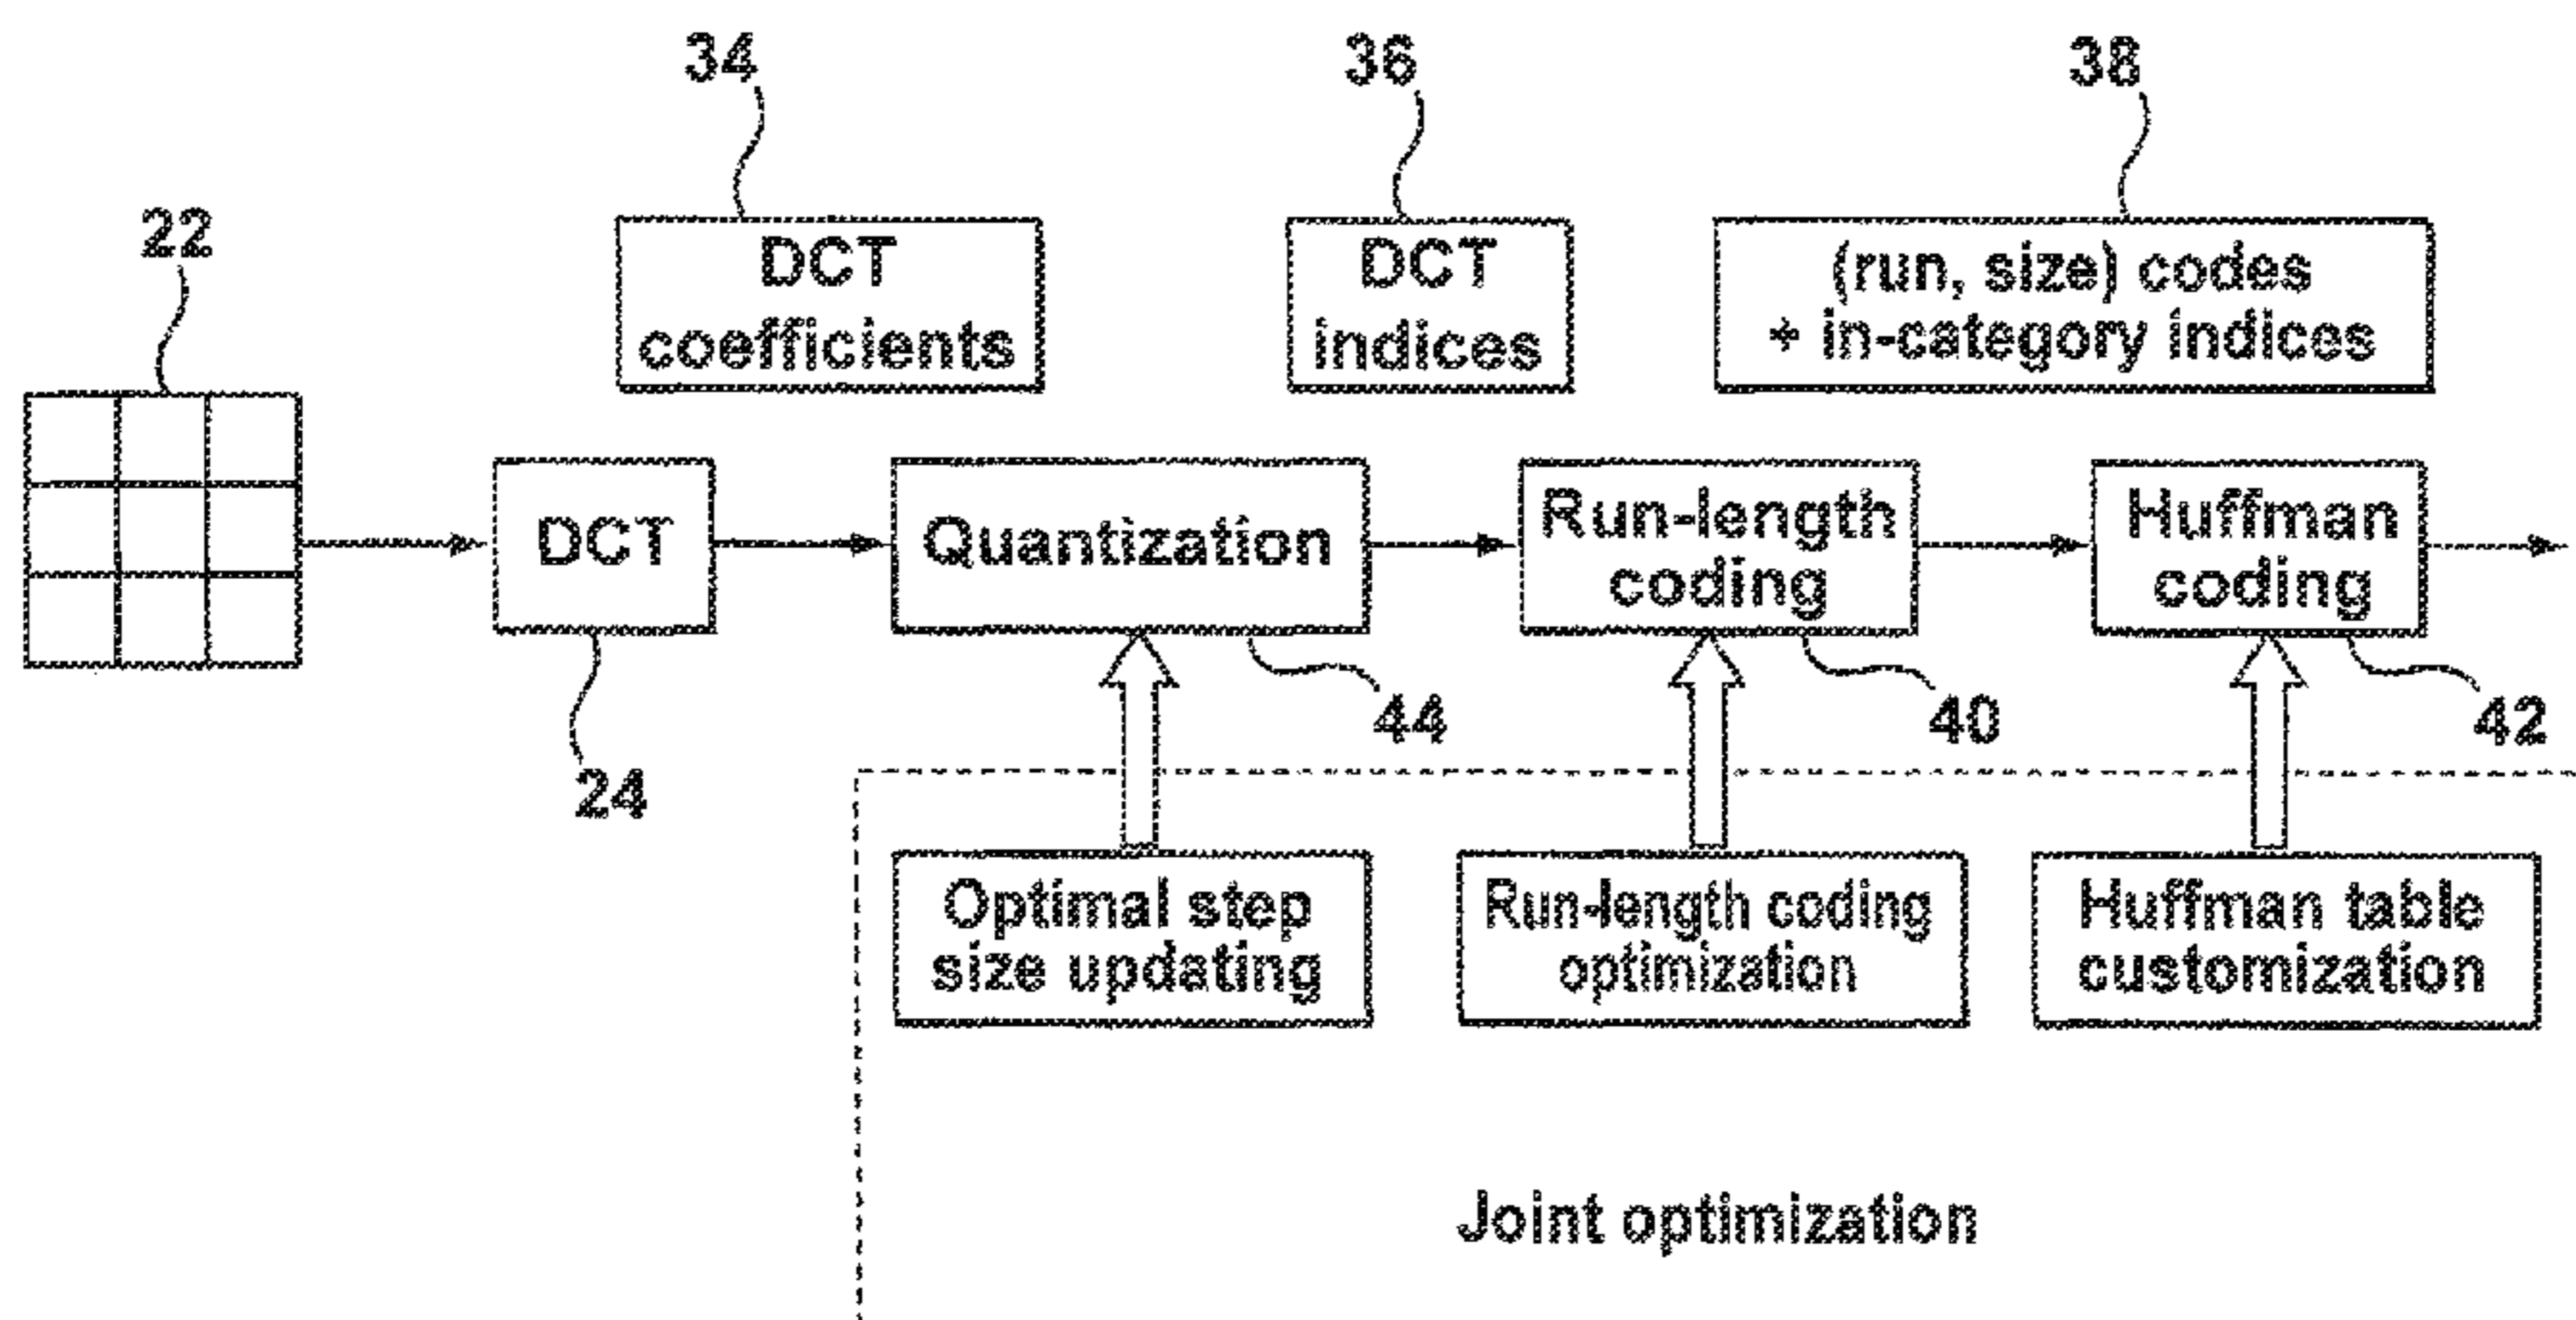 34
36
38
22
DCT
coefficients
DCT
indices
(run, size) codes
+ in-category indices
DCT
Quantization
Run-length
coding
Huffman
coding
44
40
42
24
Optimal step
size updating
Run-length coding
optimization
Huffman table
customization
Joint optimization